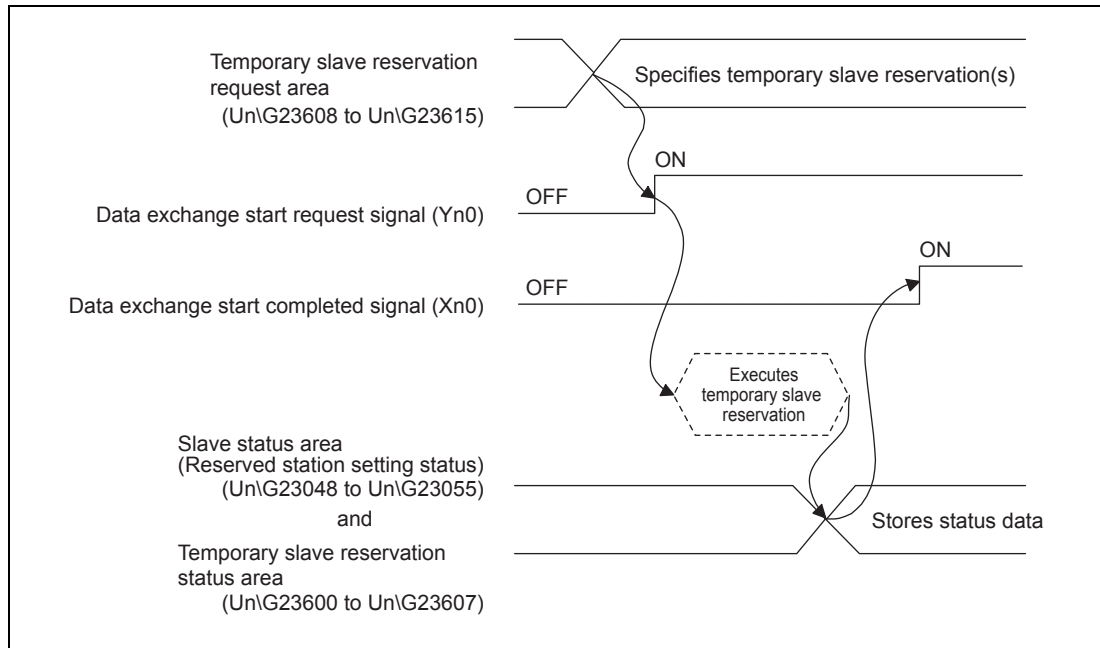 Temporary slave reservation
request area
(Un\G23608 to Un\G23615)
Specifies temporary slave reservation(s)
ON
OFF
Data exchange start request signal (Yn0)
ON
OFF
Data exchange start completed signal (Xn0)
Executes
temporary slave
reservation
Slave status area
(Reserved station setting status)
(Un\G23048 to Un\G23055)
and
Stores status data
Temporary slave reservation
status area
(Un\G23600 to Un\G23607)